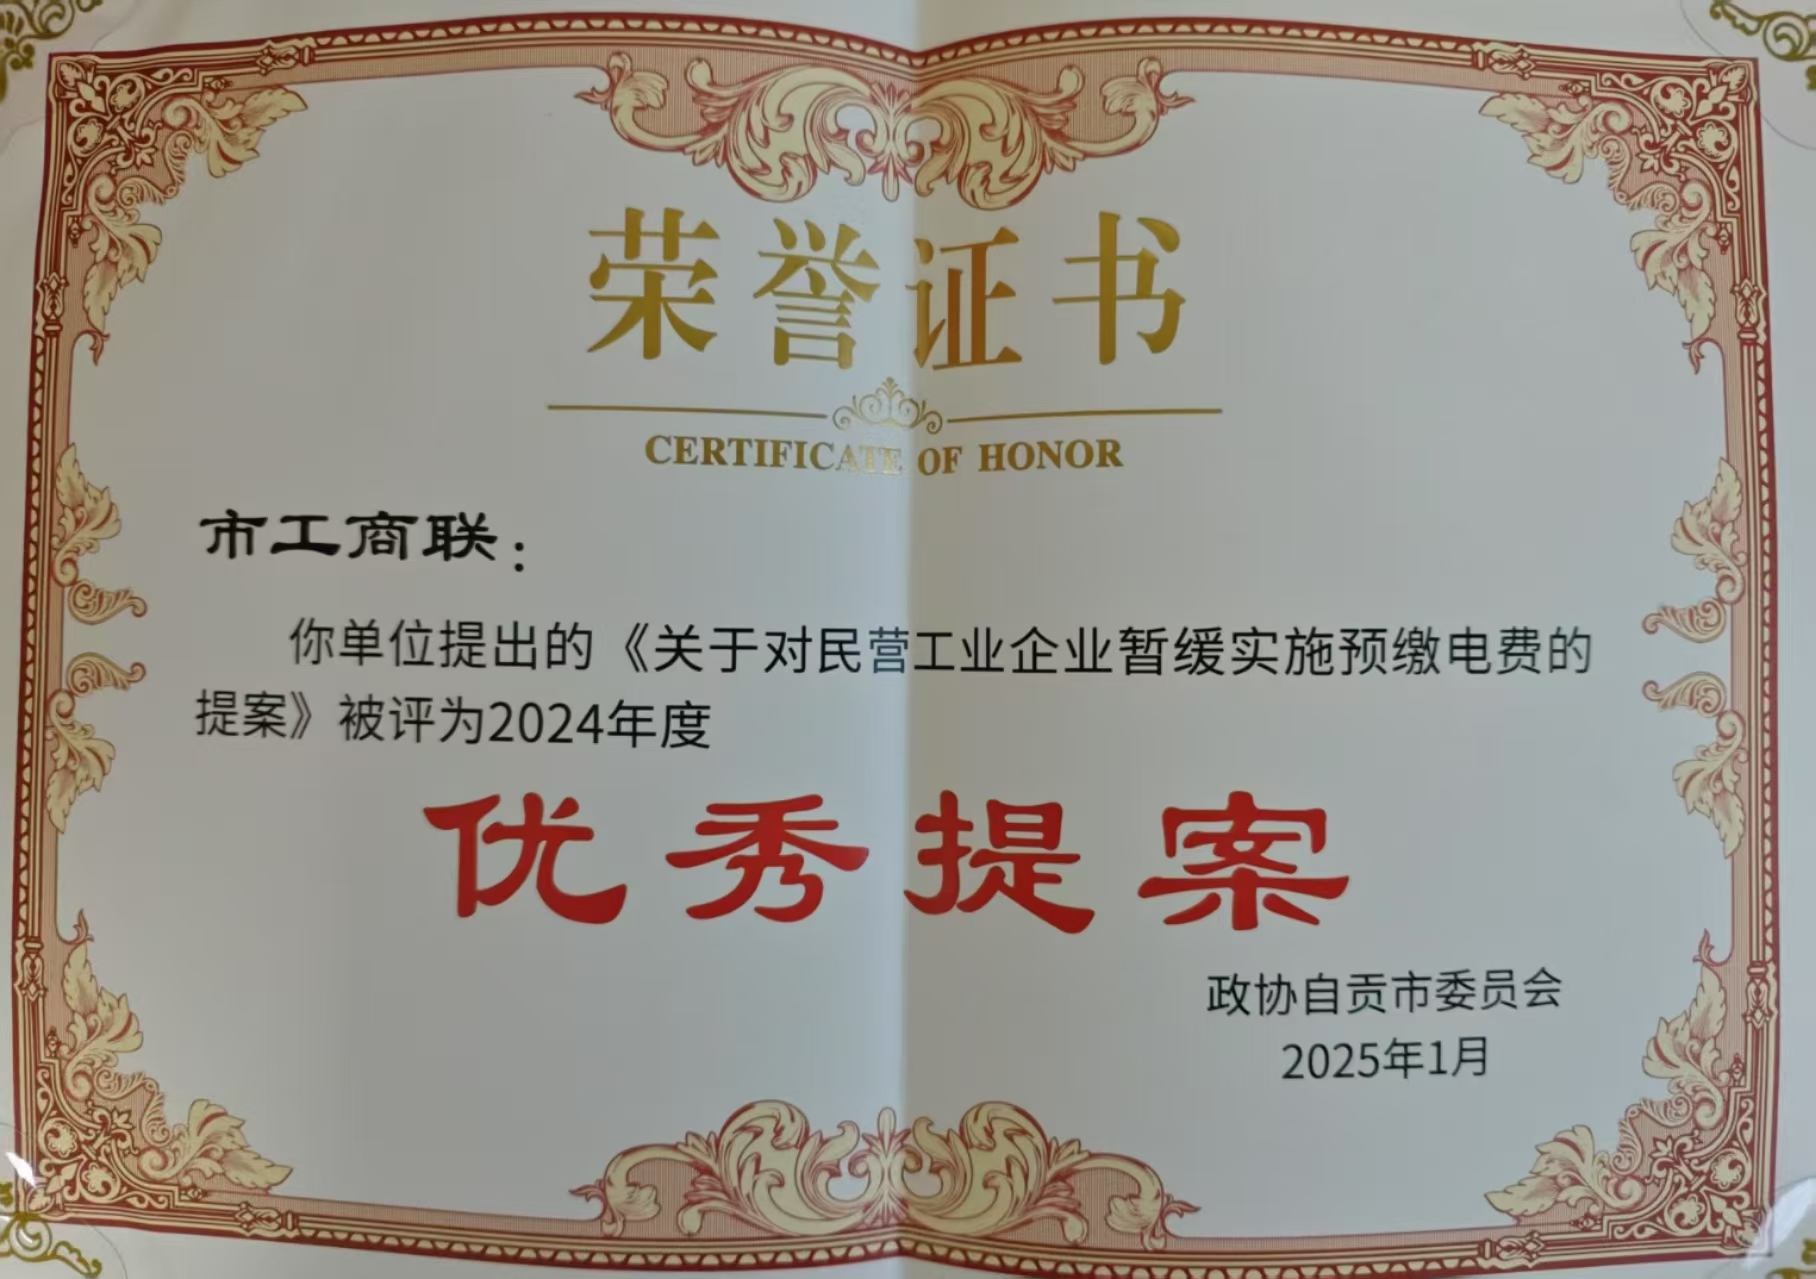 荣誉证书
CERTIFICATE OF HONOR
市工商联：
你单位提出的《关于对民营工业企业暂缓实施预缴电费的
提案》被评为2024年度
优秀提案
政协自贡市委员会
2025年1月